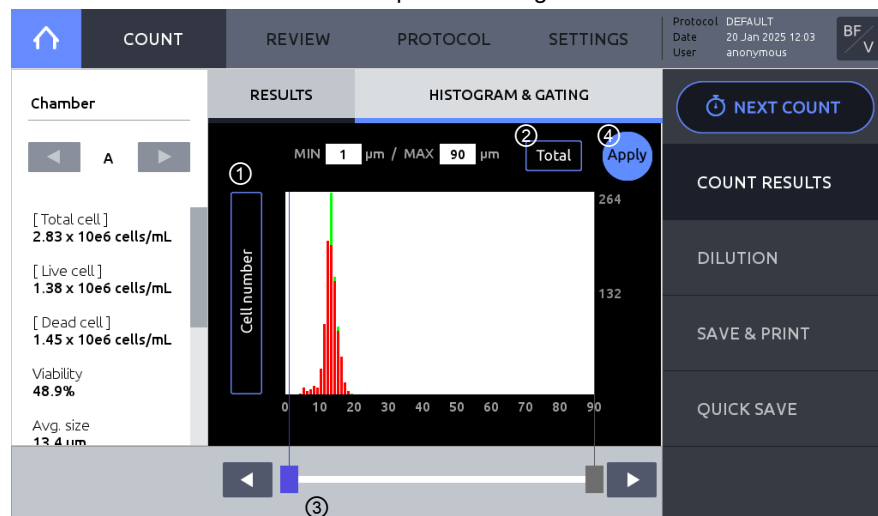 COUNT
REVIEW
PROTOCOL
SETTINGS
Protocol DEFAULT
Date 20 Jan 2025 12:03
User anonymous
BF/V
Chamber
A
[ Total cell ]
2.83 x 10e6 cells/mL
[ Live cell ]
1.38 x 10e6 cells/mL
[ Dead cell ]
1.45 x 10e6 cells/mL
Viability
48.9%
Avg. size
13.4 um
RESULTS
HISTOGRAM & GATING
MIN 1 µm / MAX 90 µm
②
Total
④
Apply
①
Cell number
264
132
0 10 20 30 40 50 60 70 80 90
③
NEXT COUNT
COUNT RESULTS
DILUTION
SAVE & PRINT
QUICK SAVE